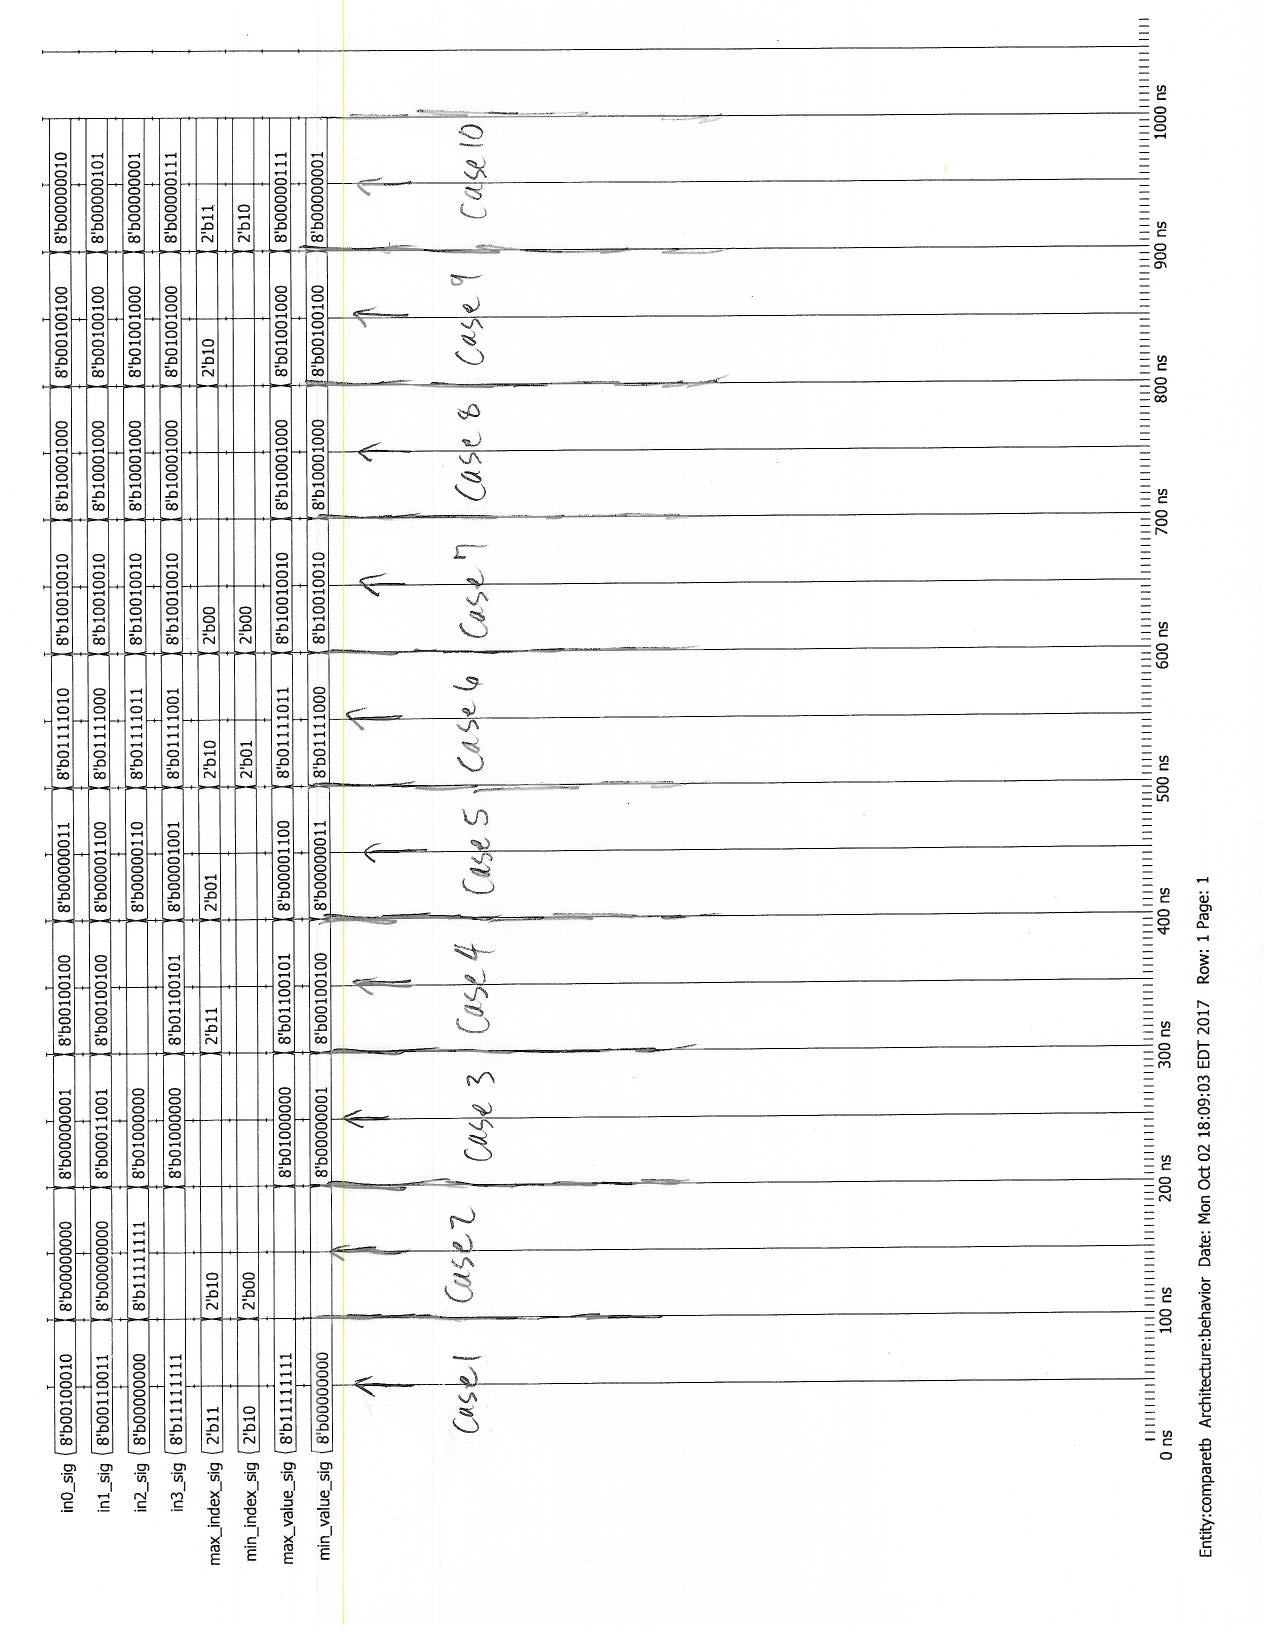 in0_sig 8'b00100010 8'b00000000 8'b00000001 8'b00100100 8'b00000011 8'b01111010 8'b10010010 8'b10001000 8'b00100100 8'b00000010
in1_sig 8'b00110011 8'b00000000 8'b00011001 8'b00100100 8'b00001100 8'b01111000 8'b10010010 8'b10001000 8'b00100100 8'b00000101
in2_sig 8'b00000000 8'b11111111 8'b01000000 8'b00000110 8'b01111011 8'b10010010 8'b10001000 8'b01001000 8'b00000001
in3_sig 8'b11111111 8'b01000000 8'b01100101 8'b00001001 8'b01111001 8'b10010010 8'b10001000 8'b01001000 8'b00000111
max_index_sig 2'b11 2'b10 2'b11 2'b01 2'b10 2'b00 2'b10 2'b11
min_index_sig 2'b10 2'b00 2'b01 2'b00 2'b10
max_value_sig 8'b11111111 8'b01000000 8'b01100101 8'b00001100 8'b01111011 8'b10010010 8'b10001000 8'b01001000 8'b00000111
min_value_sig 8'b00000000 8'b00000001 8'b00100100 8'b00000011 8'b01111000 8'b10010010 8'b10001000 8'b00100100 8'b00000001
Case 1 Case 2 Case 3 Case 4 Case 5 Case 6 Case 7 Case 8 Case 9 Case 10
0 ns 100 ns 200 ns 300 ns 400 ns 500 ns 600 ns 700 ns 800 ns 900 ns 1000 ns
Entity:comparetb Architecture:behavior Date: Mon Oct 02 18:09:03 EDT 2017 Row: 1 Page: 1